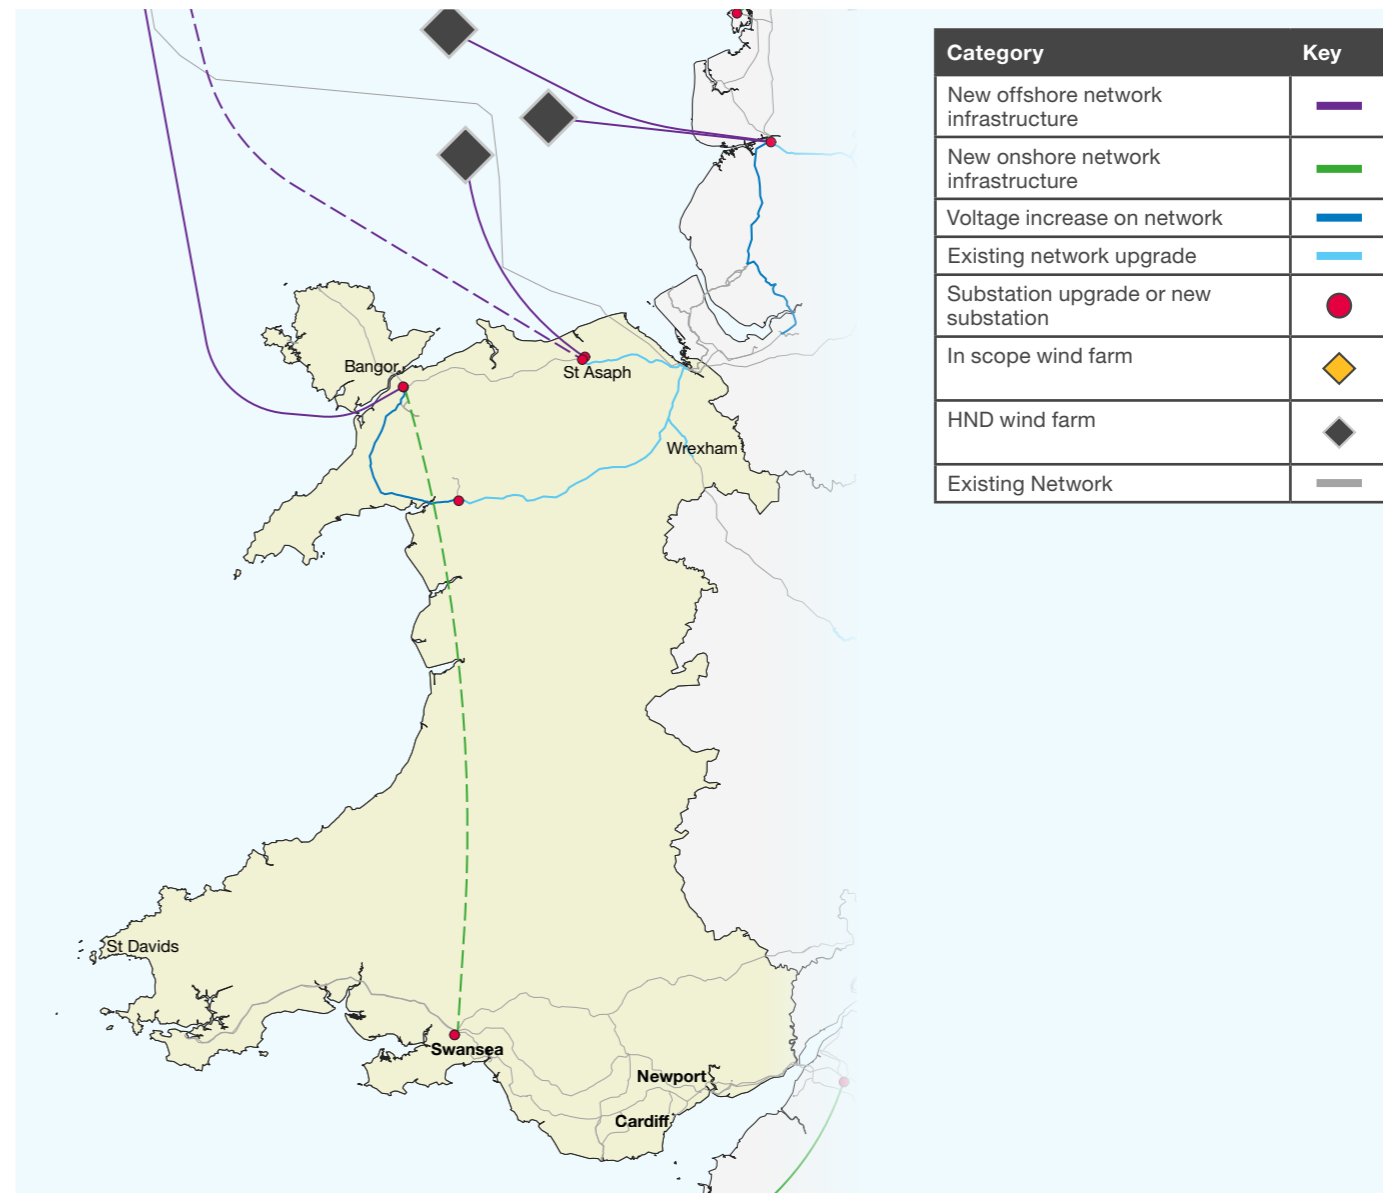 Category Key
New offshore network
infrastructure
New onshore network
infrastructure
Voltage increase on network
Existing network upgrade
Substation upgrade or new
substation
In scope wind farm
HND wind farm
Existing Network
Bangor
St Asaph
Wrexham
St Davids
Swansea
Newport
Cardiff